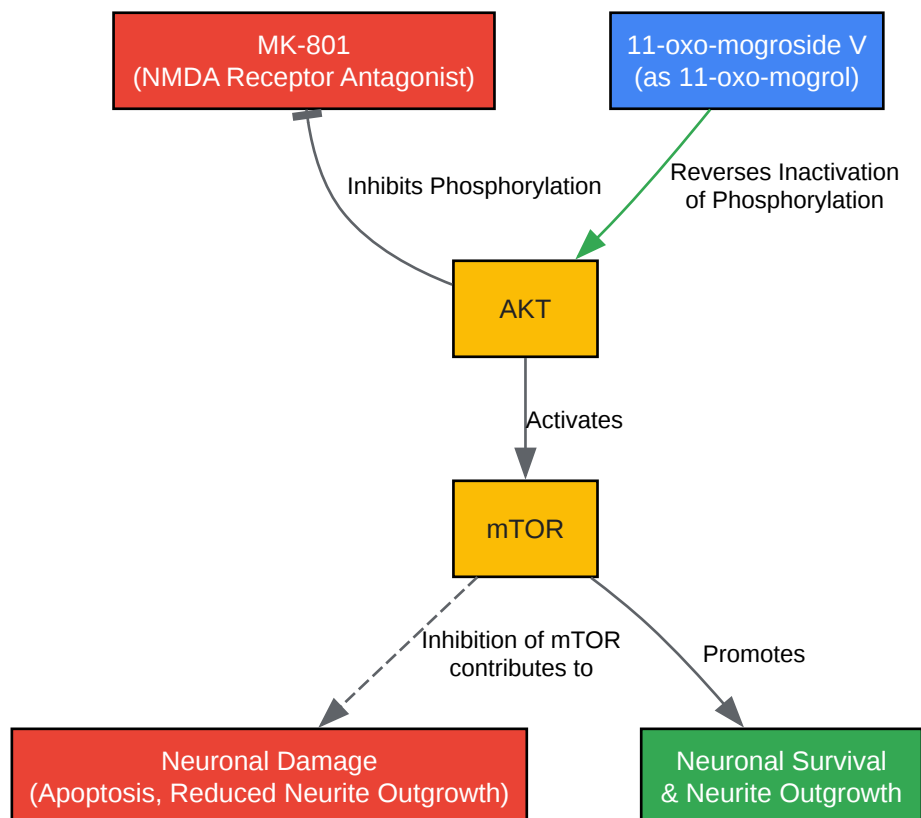 MK-801
(NMDA Receptor Antagonist)
11-oxo-mogroside V
(as 11-oxo-mogrol)
Inhibits Phosphorylation
Reverses Inactivation
of Phosphorylation
AKT
Activates
mTOR
Inhibition of mTOR
contributes to
Promotes
Neuronal Damage
(Apoptosis, Reduced Neurite Outgrowth)
Neuronal Survival
& Neurite Outgrowth